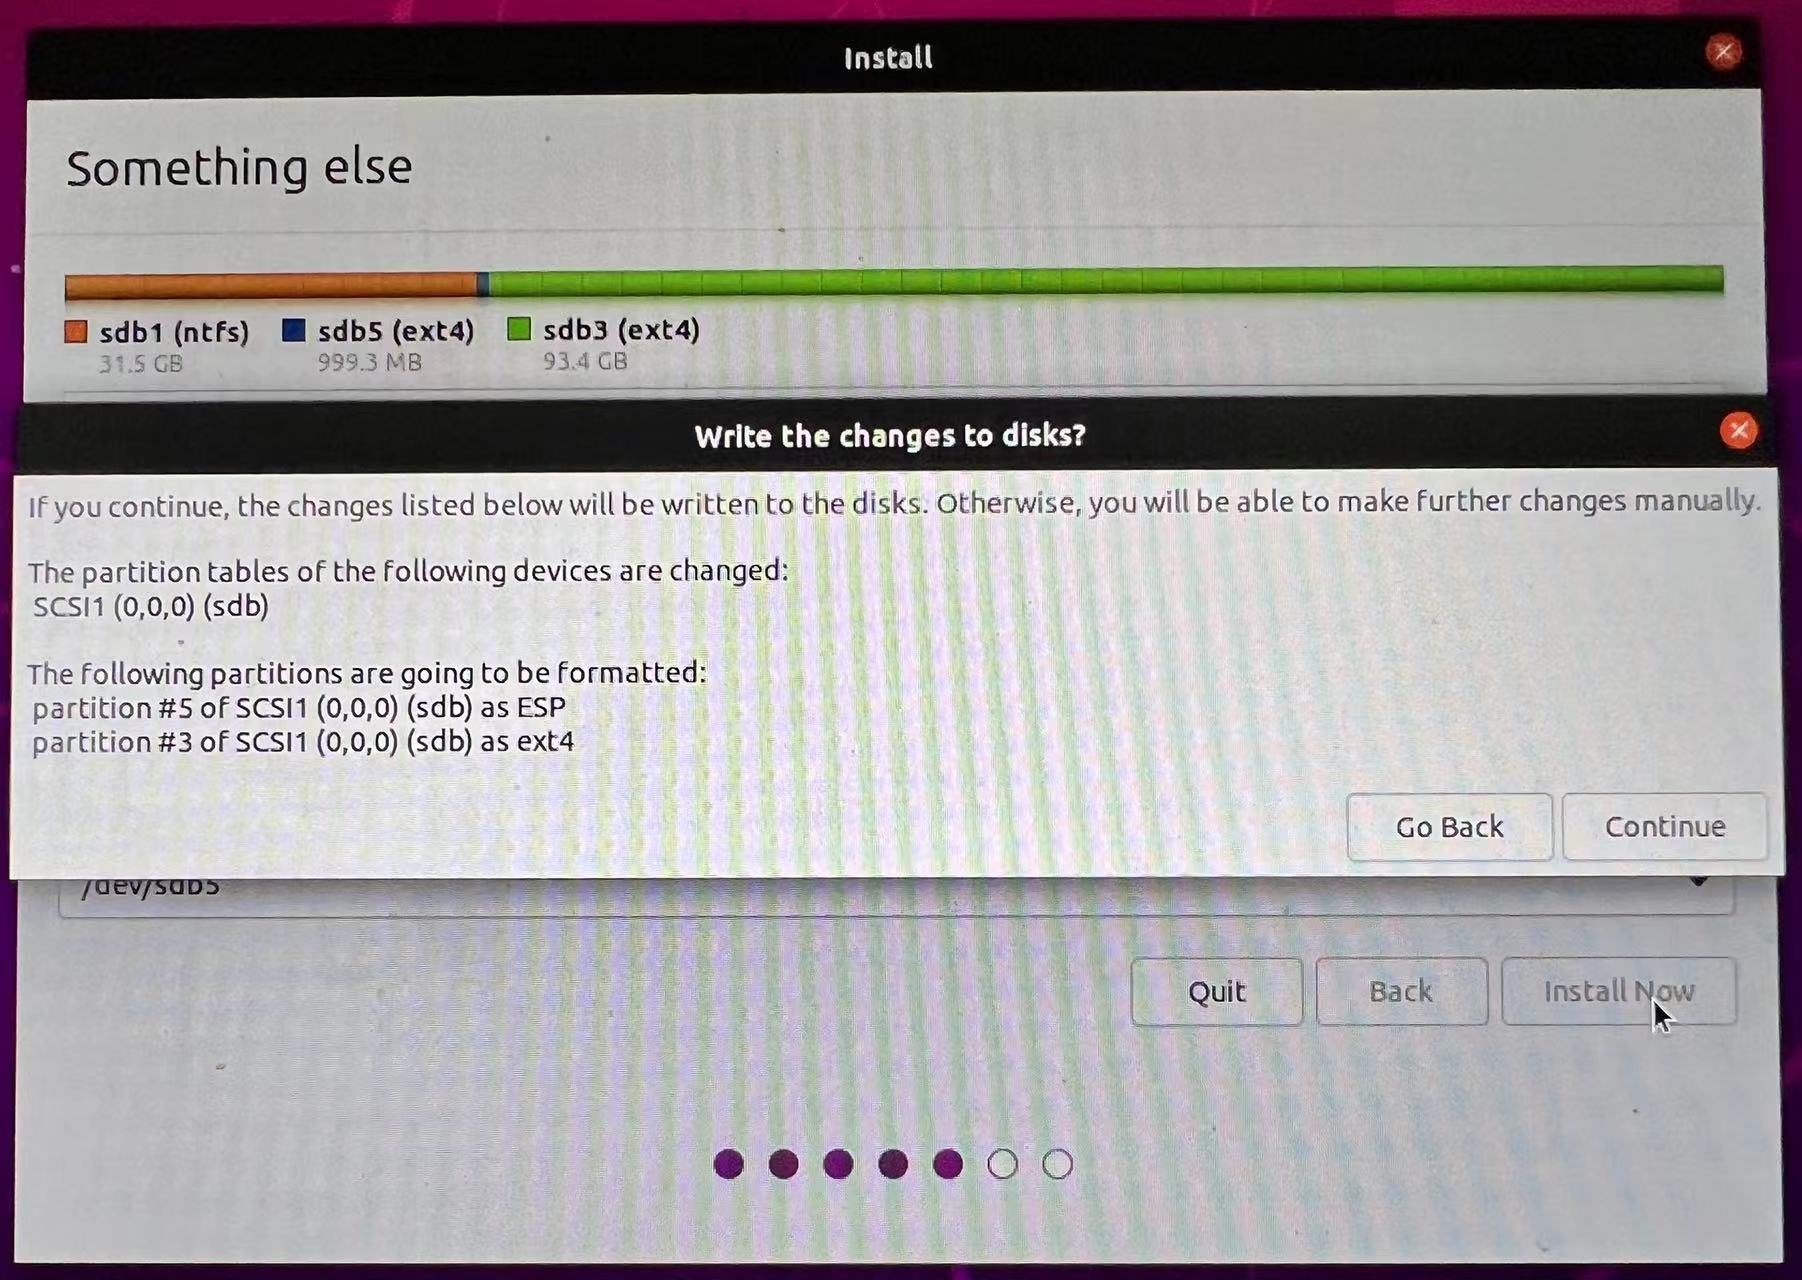 Install
Something else
sdb1 (ntfs) sdb5 (ext4) sdb3 (ext4)
31.5 GB 999.3 MB 93.4 GB
Write the changes to disks?
If you continue, the changes listed below will be written to the disks. Otherwise, you will be able to make further changes manually.
The partition tables of the following devices are changed:
SCSI1 (0,0,0) (sdb)
The following partitions are going to be formatted:
partition #5 of SCSI1 (0,0,0) (sdb) as ESP
partition #3 of SCSI1 (0,0,0) (sdb) as ext4
Go Back Continue
/dev/sdb5
Quit Back Install Now